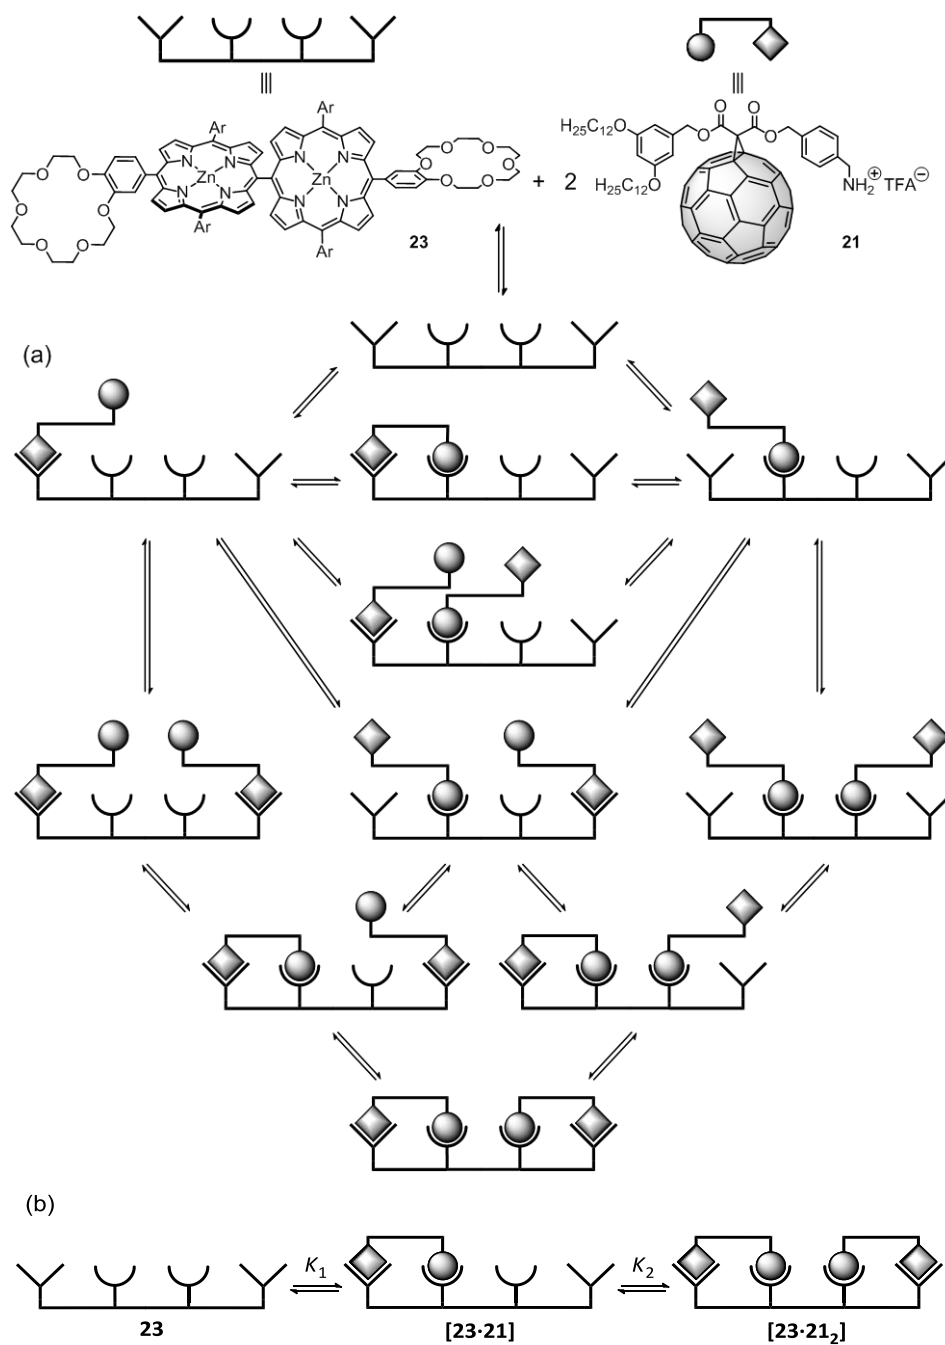 Ar
Ar
O
O
O
O
O
O
N
N
N
N
Zn
Ar
N
N
N
N
Zn
Ar
O
O
O
O
O
O
23
+ 2
H25C12O
H25C12O
O
O
O
O
NH2+ TFA−
21
(a)
(b)
K1
K2
23
[23·21]
[23·212]